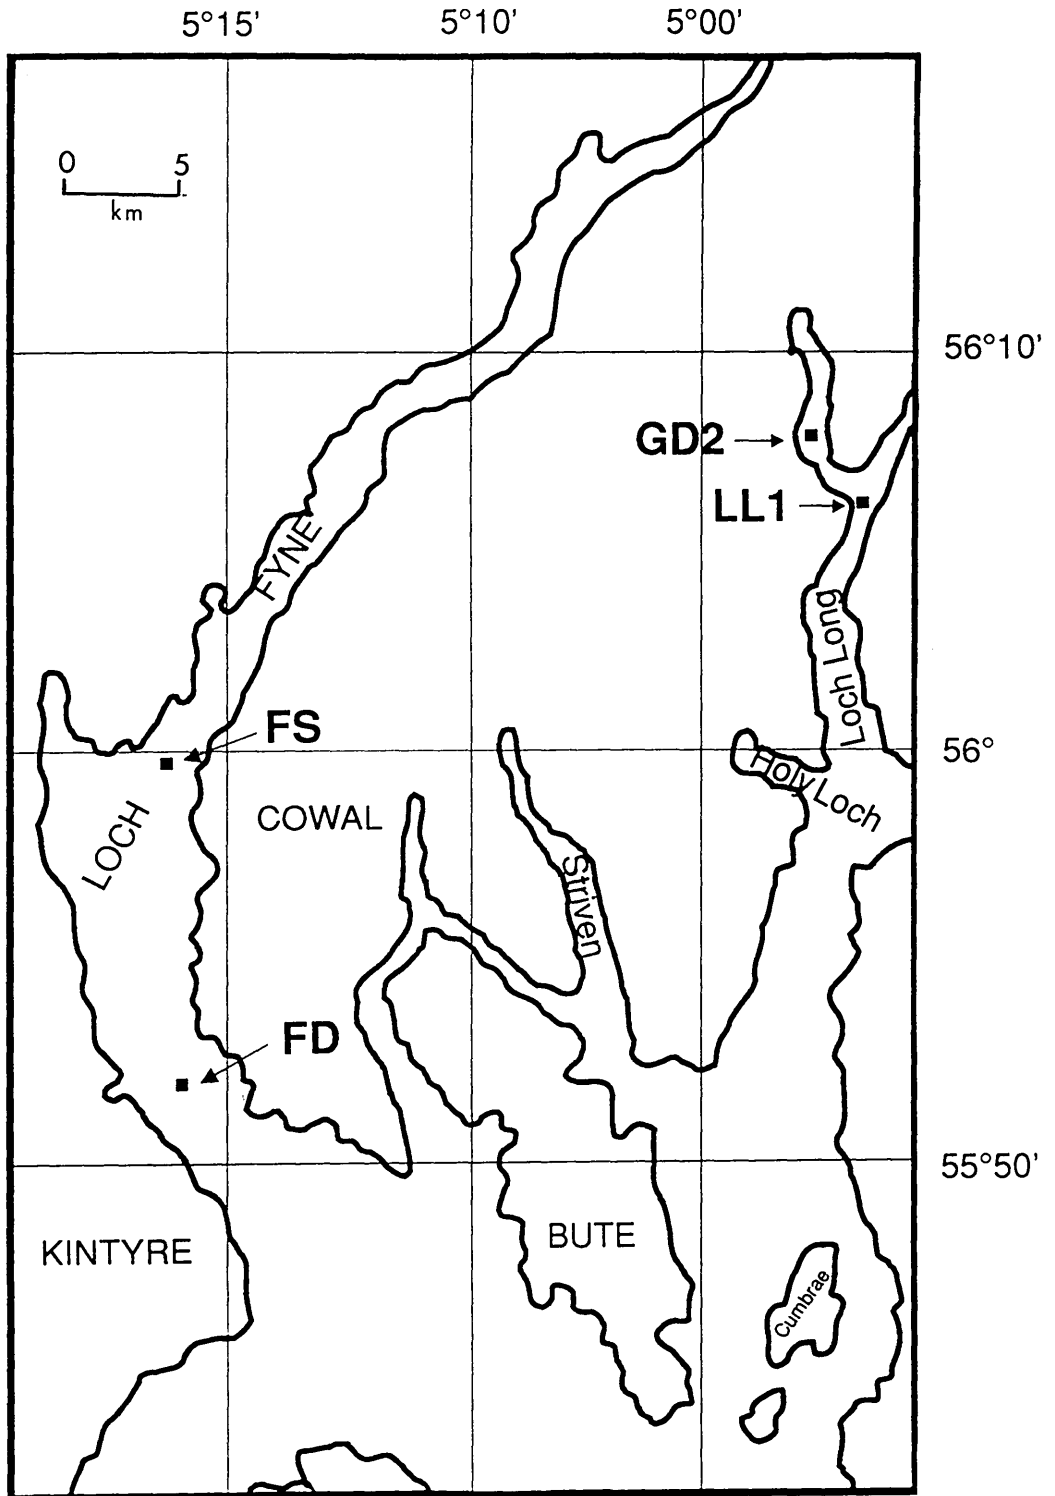 5°15' 5°10' 5°00'
0 5
km
56°10'
GD2
LL1
FYNE
Loch Long
FS
56°
Holy Loch
LOCH
COWAL
Striven
FD
55°50'
KINTYRE
BUTE
Cumbrae